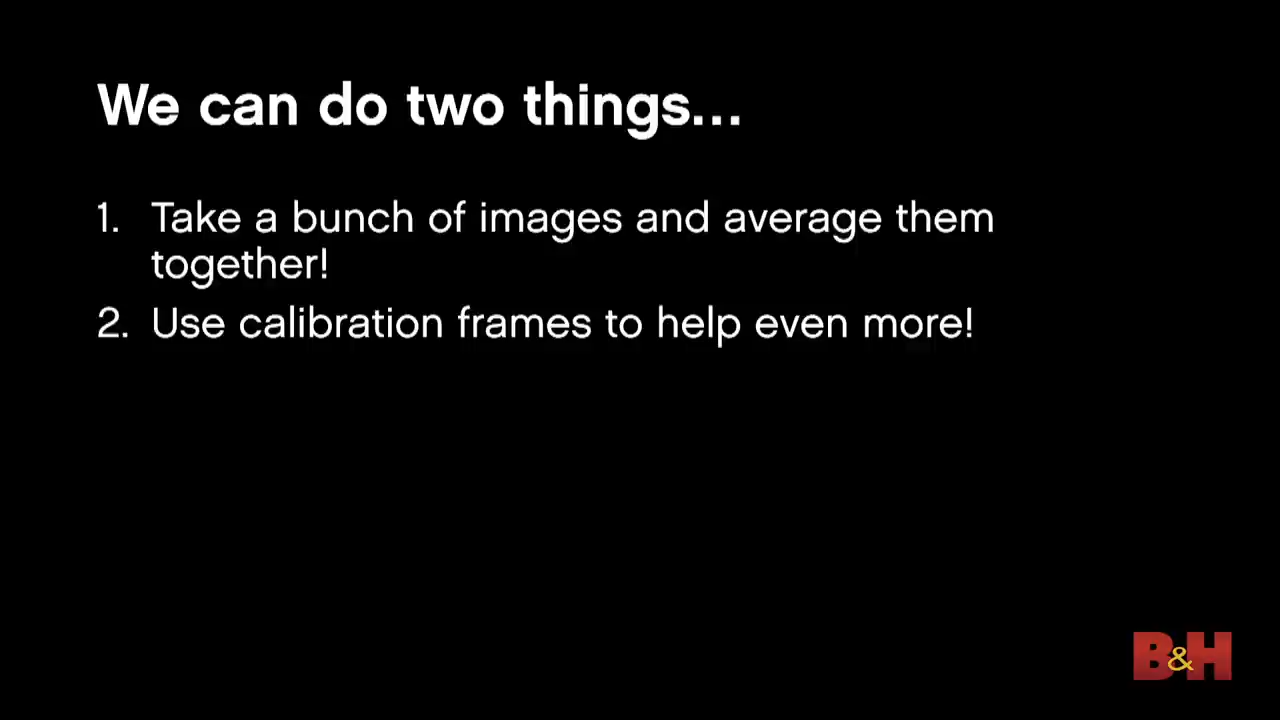 We can do two things...
1. Take a bunch of images and average them
together!
2. Use calibration frames to help even more!
B&H